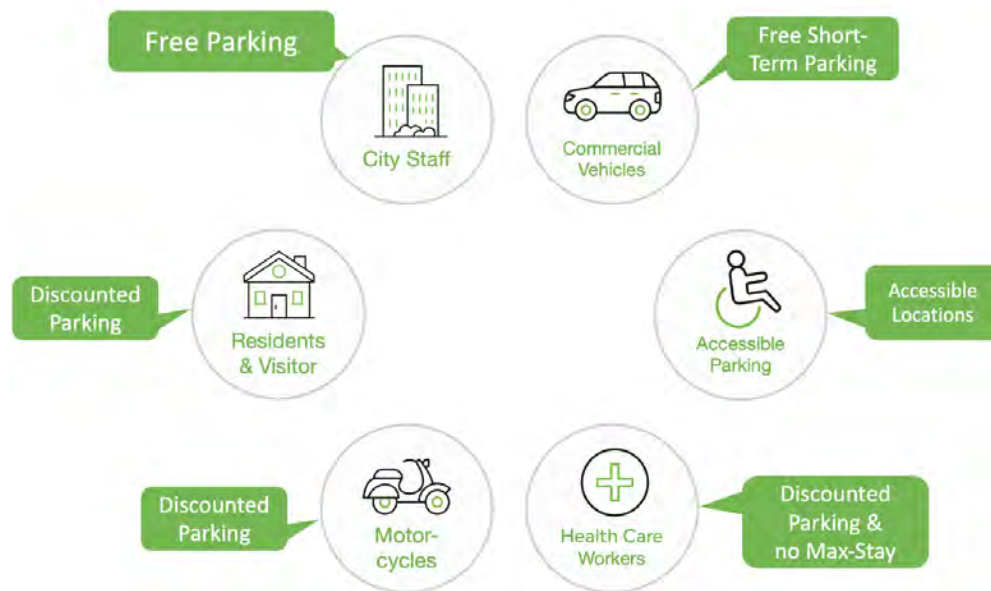 Free Parking
City Staff
Free Short-
Term Parking
Commercial
Vehicles
Discounted
Parking
Residents
& Visitor
Accessible
Parking
Accessible
Locations
Discounted
Parking
Motor-
cycles
Health Care
Workers
Discounted
Parking &
no Max-Stay